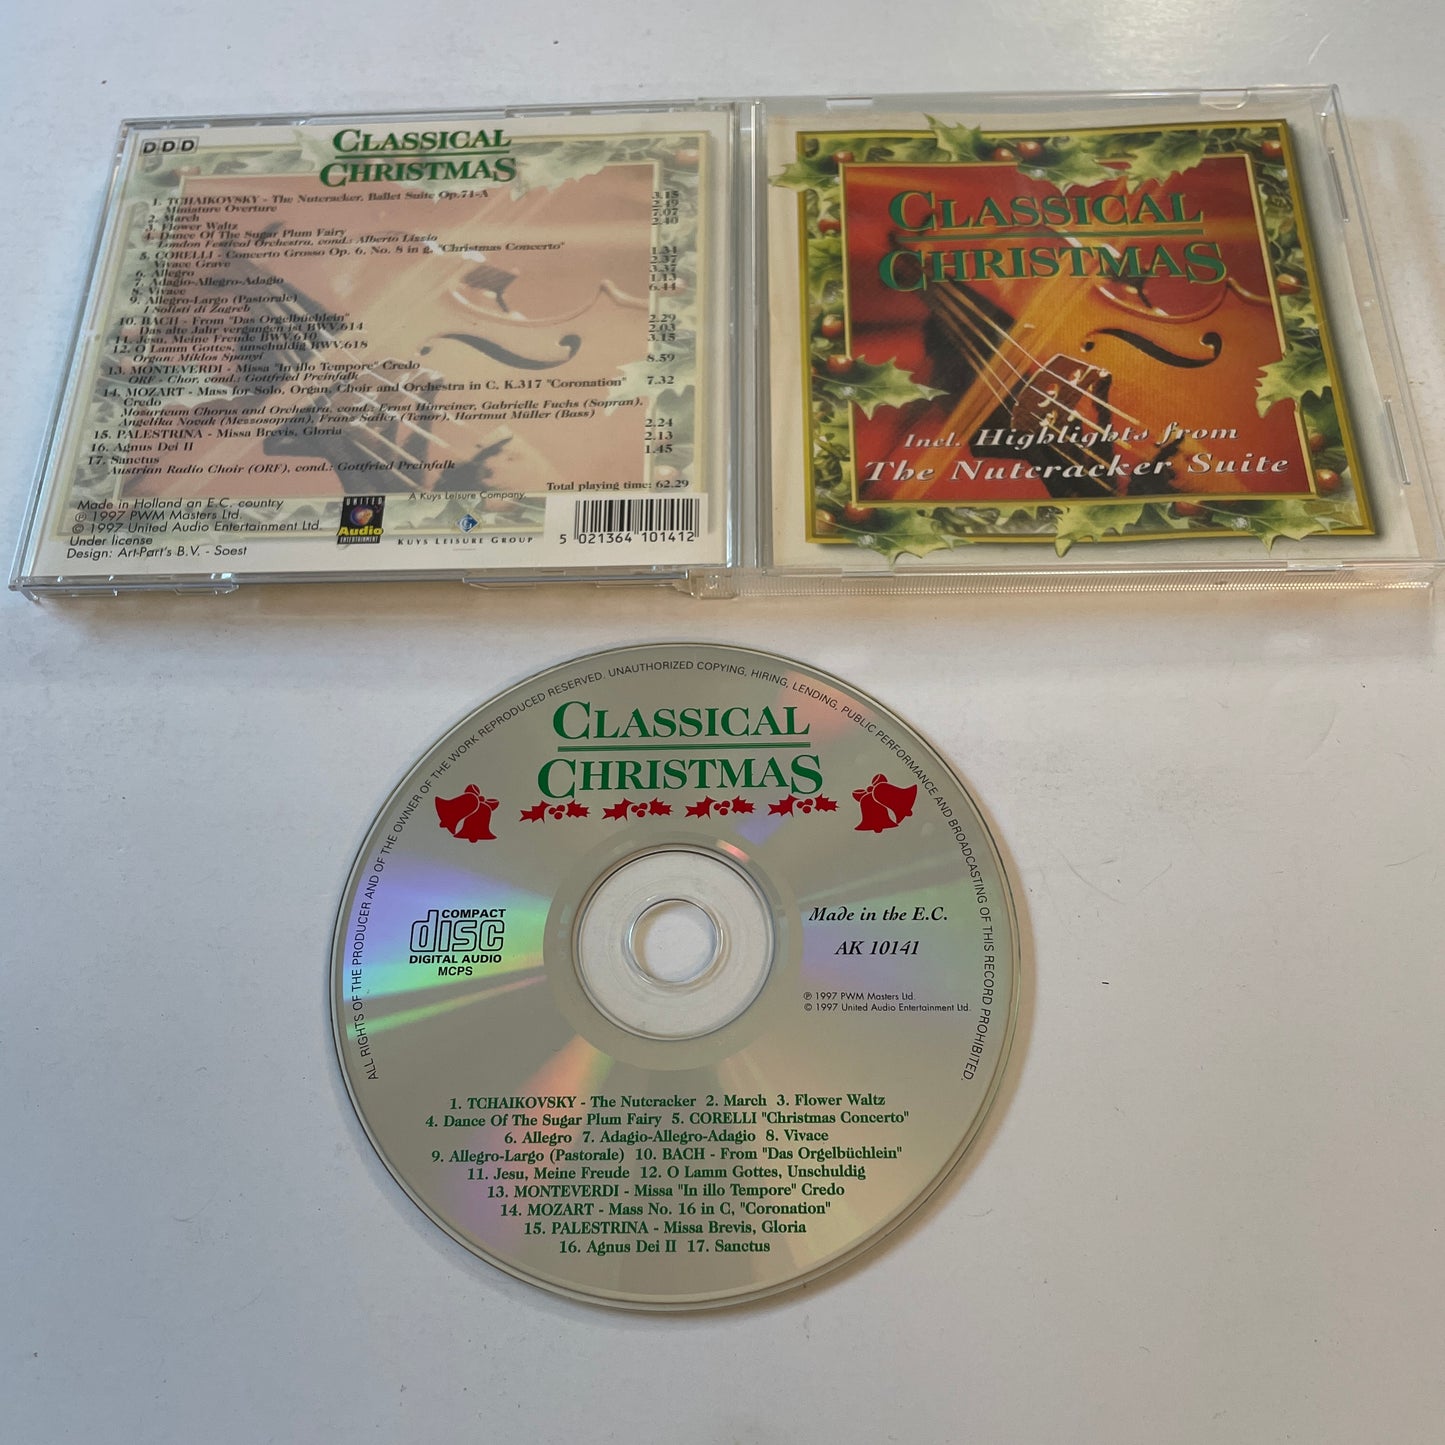 DDD
CLASSICAL
CHRISTMAS
1. TCHAIKOVSKY - The Nutcracker, Ballet Suite Op.71-A
Miniature Overture 3.15
2. March 2.49
3. Flower Waltz 7.07
4. Dance Of The Sugar Plum Fairy 2.40
London Festival Orchestra, cond.: Alberto Lizzio
5. CORELLI - Concerto Grosso Op. 6, No. 8 in g, "Christmas Concerto"
Vivace Grave 1.31
6. Allegro 2.37
7. Adagio-Allegro-Adagio 3.37
8. Vivace 1.13
9. Allegro-Largo (Pastorale) 6.44
I Solisti di Zagreb
10. BACH - From "Das Orgelbüchlein"
Das alte Jahr vergangen ist BWV.614 2.29
11. Jesu, Meine Freude BWV.610 2.03
12. O Lamm Gottes, unschuldig BWV.618 3.15
Organ: Miklos Spanyi
13. MONTEVERDI - Missa "In illo Tempore" Credo 8.59
ORF - Chor, cond.: Gottfried Preinfalk
14. MOZART - Mass for Solo, Organ, Choir and Orchestra in C. K.317 "Coronation" 7.32
Credo
Mozarteum Chorus and Orchestra, cond.: Ernst Hinreiner, Gabrielle Fuchs (Sopran),
Angelika Novak (Mezzosopran), Franz Sailer (Tenor), Hartmut Müller (Bass)
15. PALESTRINA - Missa Brevis, Gloria 2.24
16. Agnus Dei II 2.13
17. Sanctus 1.45
Austrian Radio Choir (ORF), cond.: Gottfried Preinfalk
Total playing time: 62.29
Made in Holland an E.C. country
℗ 1997 PWM Masters Ltd.
© 1997 United Audio Entertainment Ltd.
Under license
Design: Art-Part's B.V. - Soest
UNITED
Audio
ENTERTAINMENT
A Kuys Leisure Company
KUYS LEISURE GROUP
5 021364 101412
CLASSICAL
CHRISTMAS
Incl. Highlights from
The Nutcracker Suite
ALL RIGHTS OF THE PRODUCER AND OF THE OWNER OF THE WORK REPRODUCED RESERVED. UNAUTHORIZED COPYING, HIRING, LENDING, PUBLIC PERFORMANCE AND BROADCASTING OF THIS RECORD PROHIBITED.
CLASSICAL
CHRISTMAS
COMPACT
disc
DIGITAL AUDIO
MCPS
Made in the E.C.
AK 10141
℗ 1997 PWM Masters Ltd.
© 1997 United Audio Entertainment Ltd.
1. TCHAIKOVSKY - The Nutcracker 2. March 3. Flower Waltz
4. Dance Of The Sugar Plum Fairy 5. CORELLI "Christmas Concerto"
6. Allegro 7. Adagio-Allegro-Adagio 8. Vivace
9. Allegro-Largo (Pastorale) 10. BACH - From "Das Orgelbüchlein"
11. Jesu, Meine Freude 12. O Lamm Gottes, Unschuldig
13. MONTEVERDI - Missa "In illo Tempore" Credo
14. MOZART - Mass No. 16 in C, "Coronation"
15. PALESTRINA - Missa Brevis, Gloria
16. Agnus Dei II 17. Sanctus